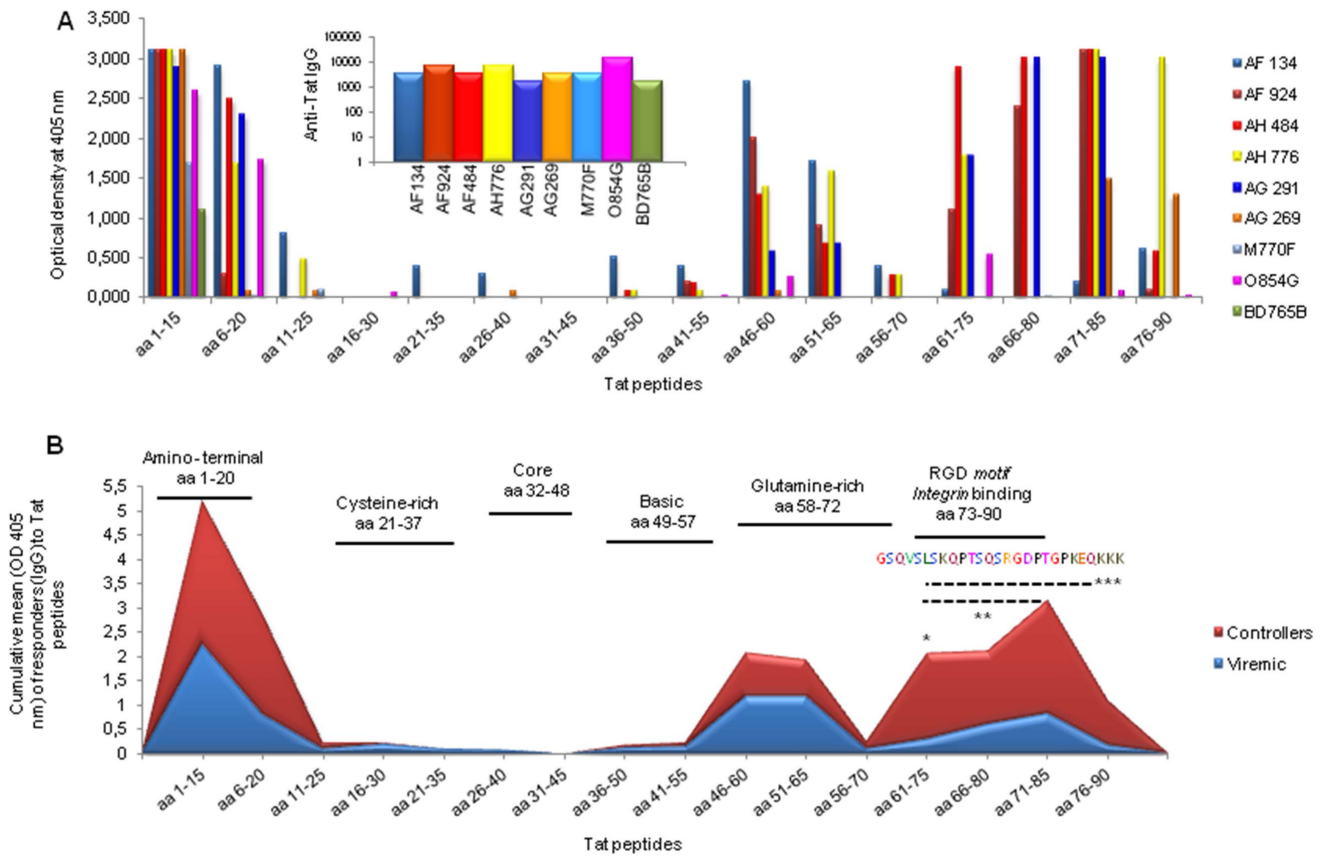 A
Optical density at 405 nm
3,500
3,000
2,500
2,000
1,500
1,000
0,500
0,000
Anti-Tat IgG
100000
10000
1000
100
10
1
AF134
AF924
AF484
AH776
AG291
AG269
M770F
O854G
BD765B
AF 134
AF 924
AH 484
AH 776
AG 291
AG 269
M770F
O854G
BD765B
aa 1-15
aa 6-20
aa 11-25
aa 16-30
aa 21-35
aa 26-40
aa 31-45
aa 36-50
aa 41-55
aa 46-60
aa 51-65
aa 56-70
aa 61-75
aa 66-80
aa 71-85
aa 76-90
Tat peptides
B
Cumulative mean (OD 405
nm) of responders (IgG) to Tat
peptides
5,5
5
4,5
4
3,5
3
2,5
2
1,5
1
0,5
0
Amino-terminal
aa 1-20
Cysteine-rich
aa 21-37
Core
aa 32-48
Basic
aa 49-57
Glutamine-rich
aa 58-72
RGD motif
Integrin binding
aa 73-90
GSQVSLSKQPTSQSRGDPTGPKEQKKK
***
**
*
Controllers
Viremic
aa 1-15
aa 6-20
aa 11-25
aa 16-30
aa 21-35
aa 26-40
aa 31-45
aa 36-50
aa 41-55
aa 46-60
aa 51-65
aa 56-70
aa 61-75
aa 66-80
aa 71-85
aa 76-90
Tat peptides